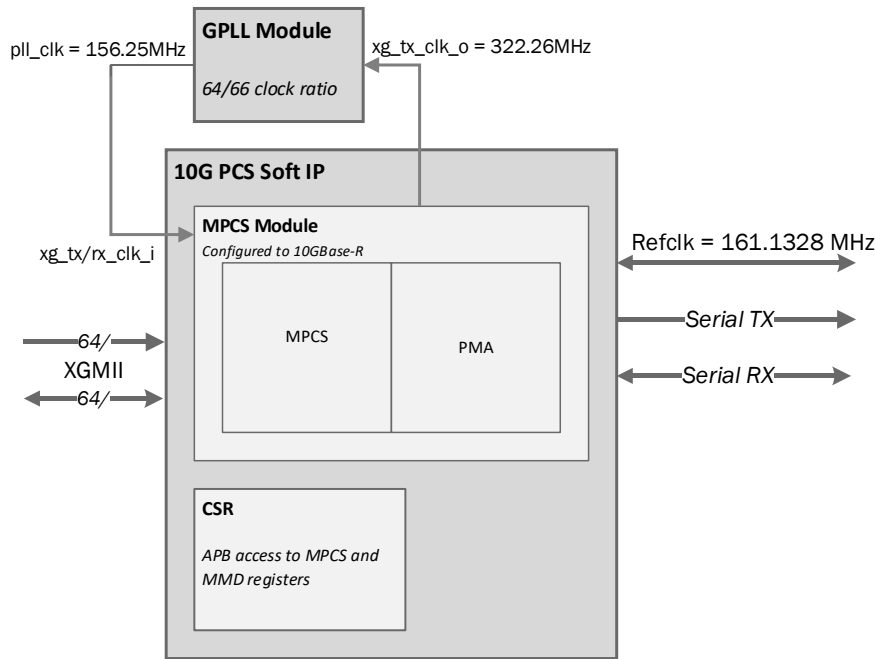 GPLL Module
pll_clk = 156.25MHz
xg_tx_clk_o = 322.26MHz
64/66 clock ratio
10G PCS Soft IP
MPCS Module
Configured to 10GBase-R
xg_tx/rx_clk_i
Refclk = 161.1328 MHz
MPCS
PMA
64/
XGMII
64/
Serial TX
Serial RX
CSR
APB access to MPCS and
MMD registers